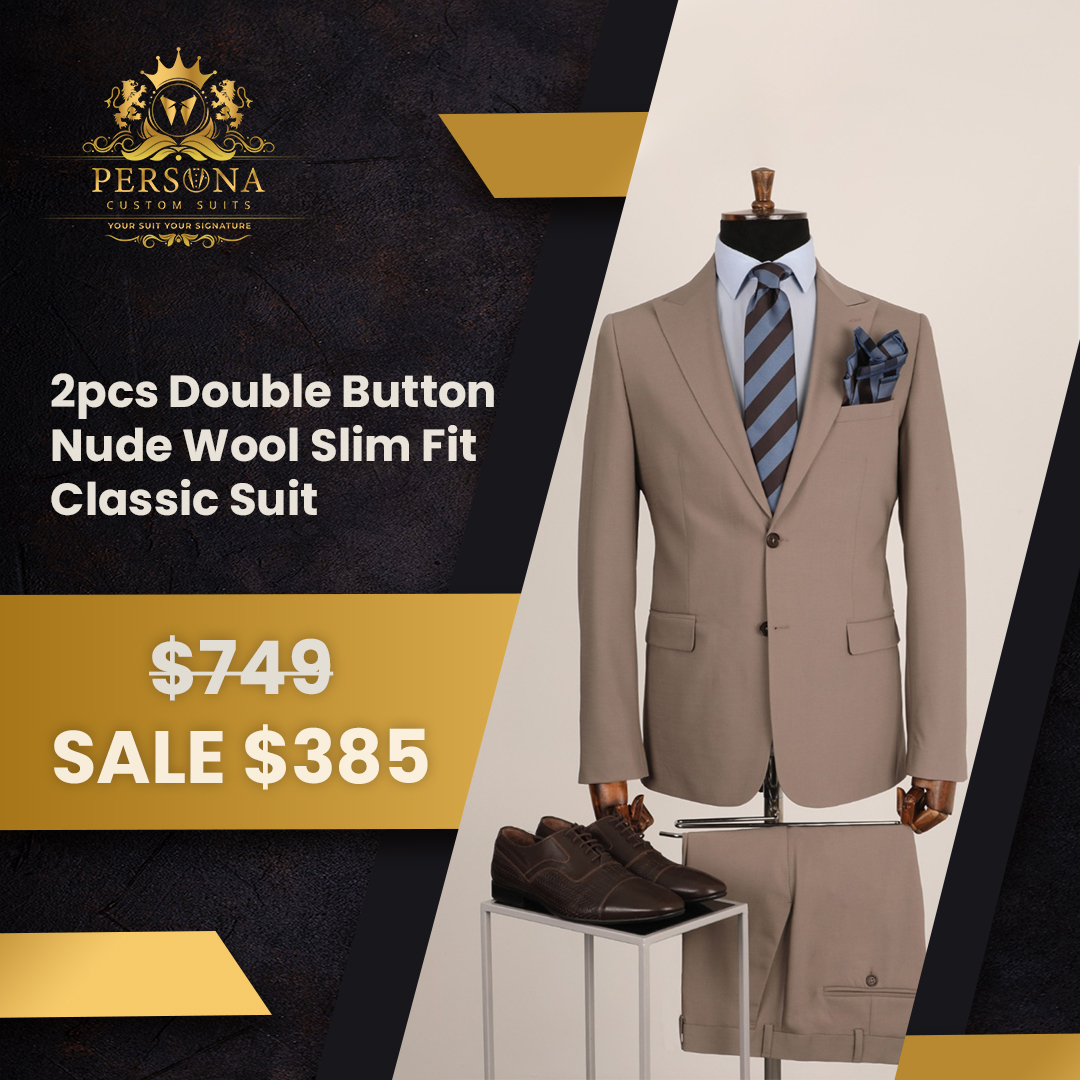 PERSONA
CUSTOM SUITS
YOUR SUIT YOUR SIGNATURE
2pcs Double Button
Nude Wool Slim Fit
Classic Suit
$749
SALE $385